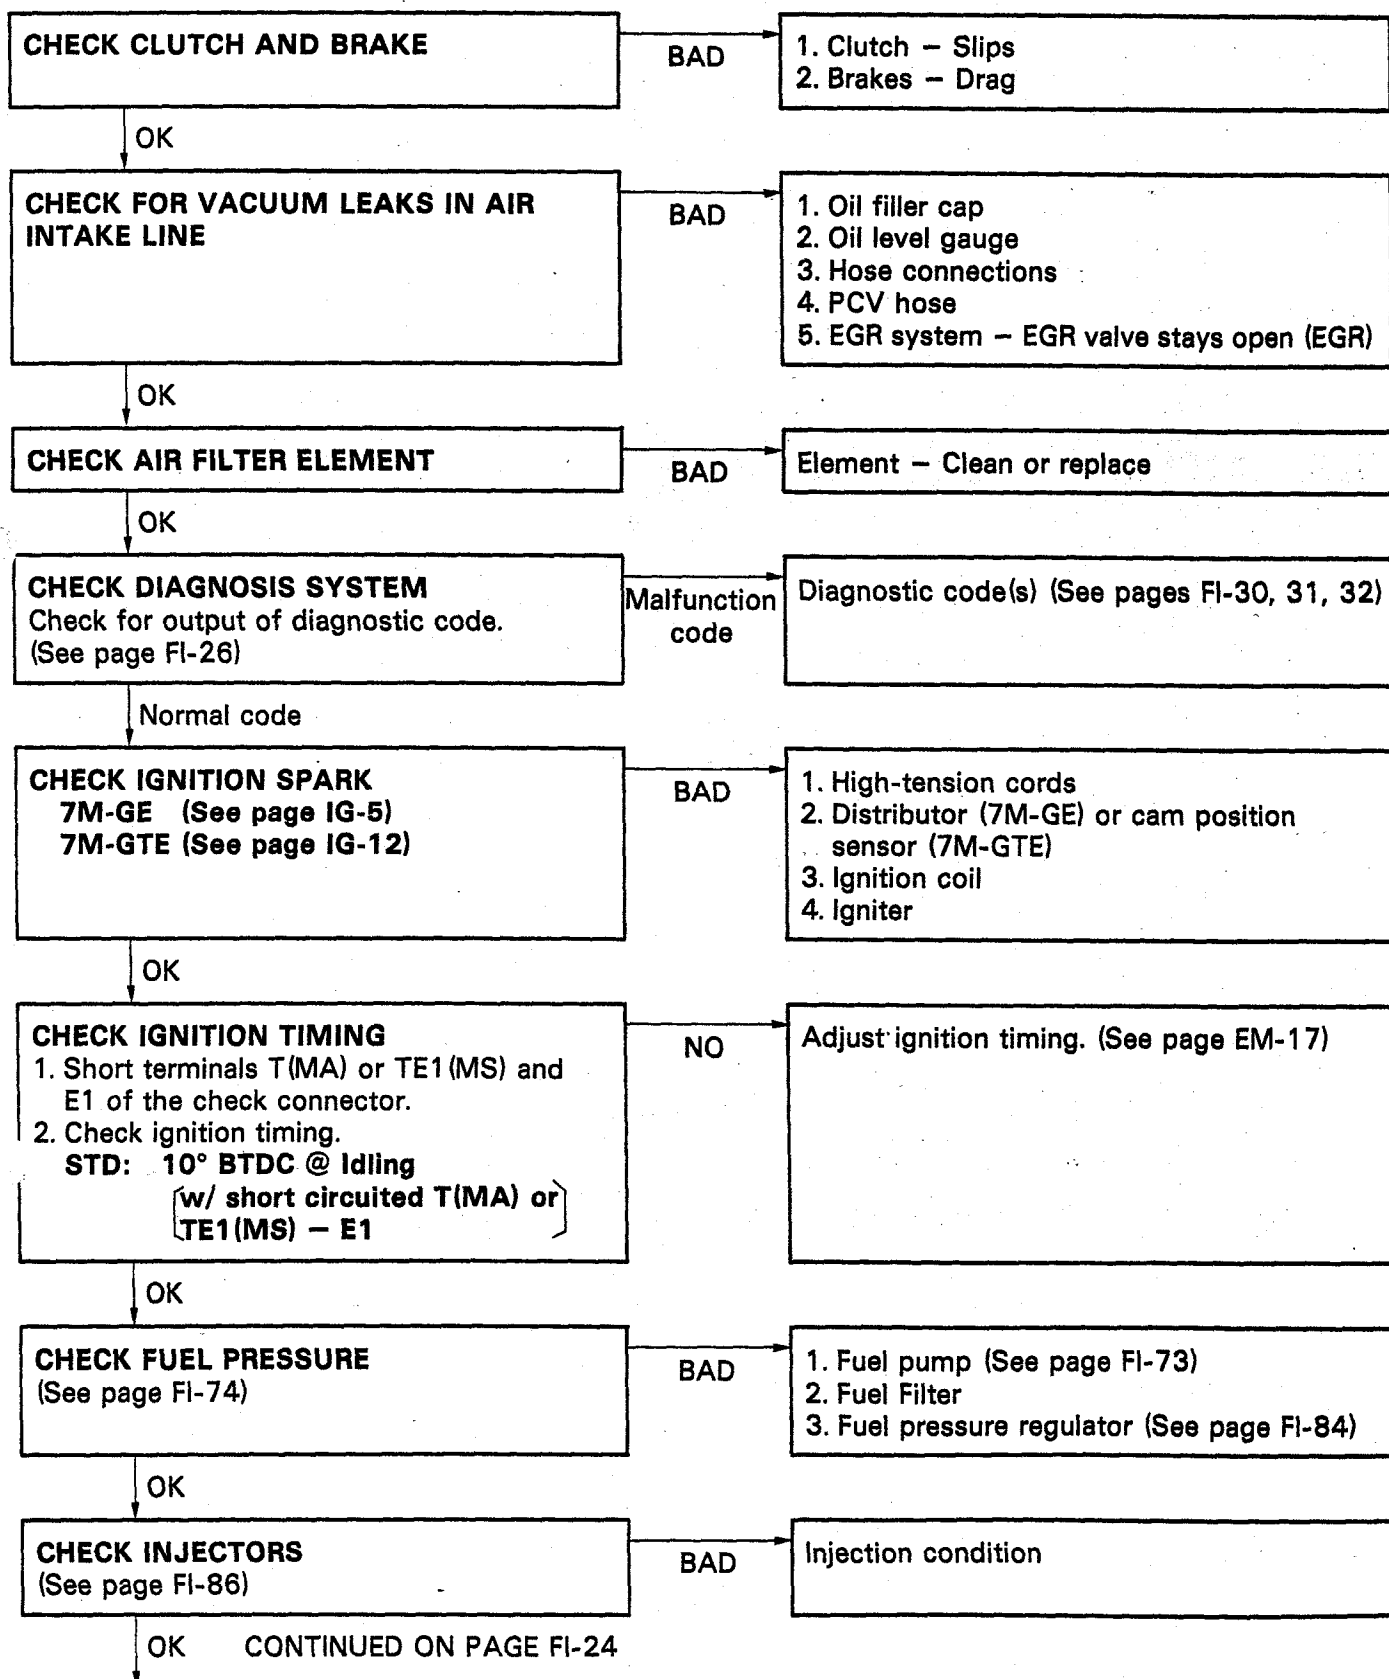 CHECK CLUTCH AND BRAKE
BAD
1. Clutch – Slips
2. Brakes – Drag
OK
CHECK FOR VACUUM LEAKS IN AIR
INTAKE LINE
BAD
1. Oil filler cap
2. Oil level gauge
3. Hose connections
4. PCV hose
5. EGR system – EGR valve stays open (EGR)
OK
CHECK AIR FILTER ELEMENT
BAD
Element – Clean or replace
OK
CHECK DIAGNOSIS SYSTEM
Check for output of diagnostic code.
(See page FI-26)
Malfunction
code
Diagnostic code(s) (See pages FI-30, 31, 32)
Normal code
CHECK IGNITION SPARK
7M-GE (See page IG-5)
7M-GTE (See page IG-12)
BAD
1. High-tension cords
2. Distributor (7M-GE) or cam position
sensor (7M-GTE)
3. Ignition coil
4. Igniter
OK
CHECK IGNITION TIMING
1. Short terminals T(MA) or TE1(MS) and
E1 of the check connector.
2. Check ignition timing.
STD: 10° BTDC @ Idling
[w/ short circuited T(MA) or
TE1(MS) – E1]
NO
Adjust ignition timing. (See page EM-17)
OK
CHECK FUEL PRESSURE
(See page FI-74)
BAD
1. Fuel pump (See page FI-73)
2. Fuel Filter
3. Fuel pressure regulator (See page FI-84)
OK
CHECK INJECTORS
(See page FI-86)
BAD
Injection condition
OK CONTINUED ON PAGE FI-24